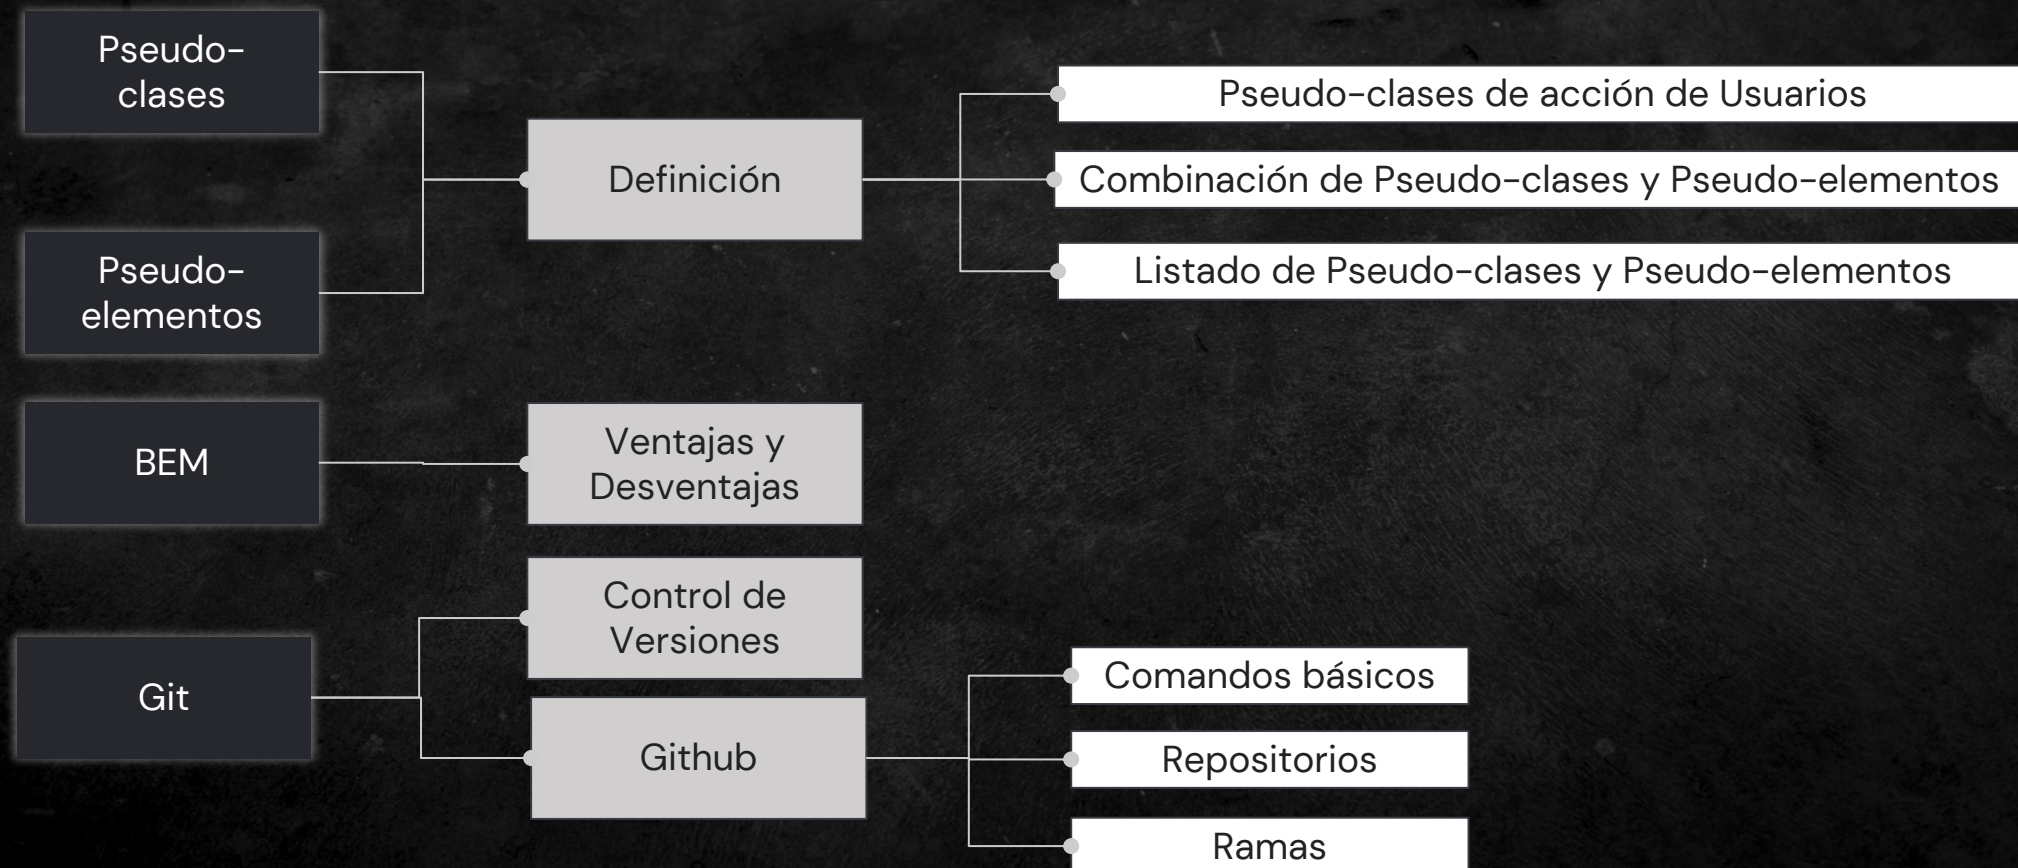 Pseudo-
clases
Pseudo-
elementos
Definición
Pseudo-clases de acción de Usuarios
Combinación de Pseudo-clases y Pseudo-elementos
Listado de Pseudo-clases y Pseudo-elementos
BEM
Ventajas y
Desventajas
Git
Control de
Versiones
Github
Comandos básicos
Repositorios
Ramas